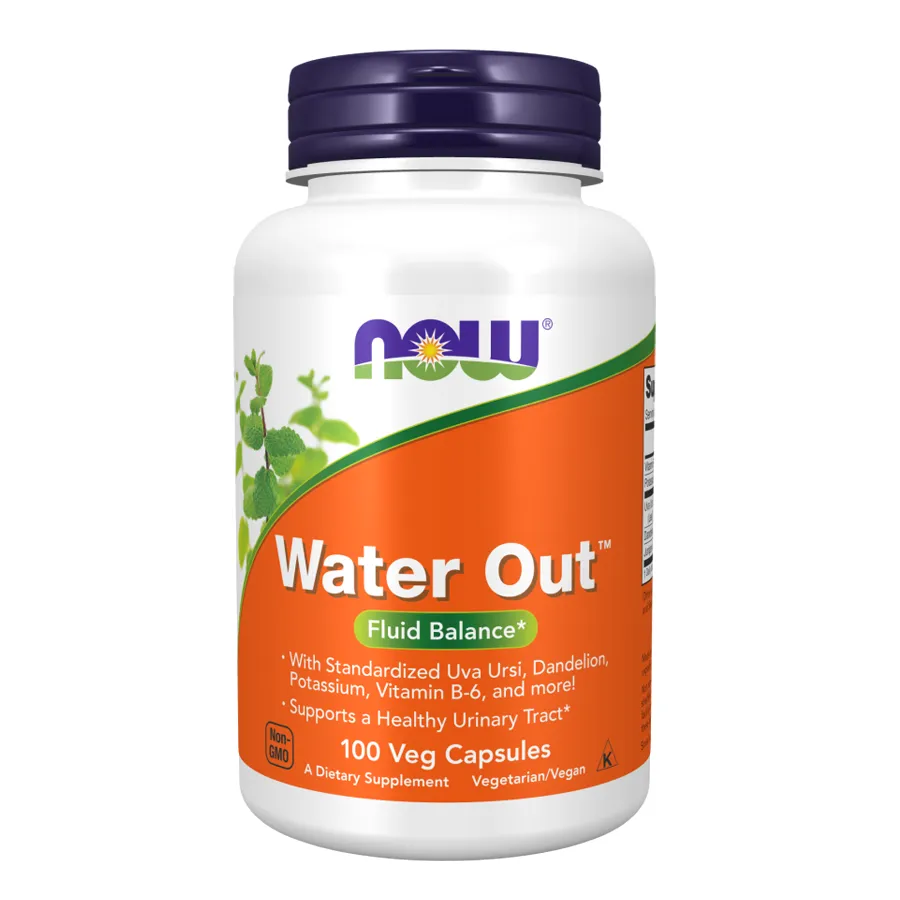 NOW®
Water Out™
Fluid Balance*
· With Standardized Uva Ursi, Dandelion,
Potassium, Vitamin B-6, and more!
· Supports a Healthy Urinary Tract*
Non-
GMO
100 Veg Capsules
A Dietary Supplement Vegetarian/Vegan
K